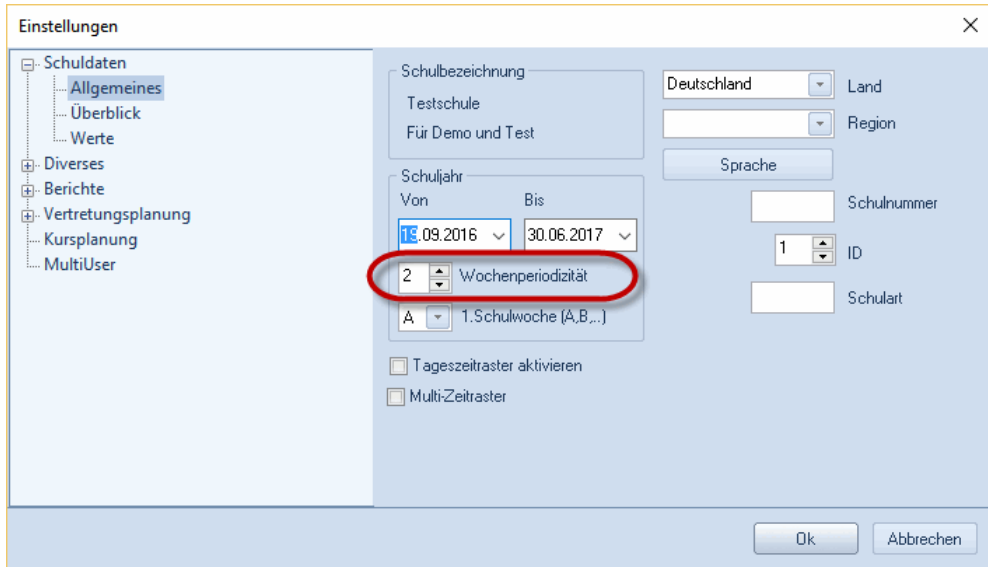 Einstellungen
Schuldaten
Allgemeines
Überblick
Werte
Diverses
Berichte
Vertretungsplanung
Kursplanung
MultiUser
Schulbezeichnung
Testschule
Für Demo und Test
Schuljahr
Von Bis
19.09.2016 30.06.2017
2 Wochenperiodizität
A 1.Schulwoche (A,B,..)
Tageszeitraster aktivieren
Multi-Zeitraster
Deutschland Land
Region
Sprache
Schulnummer
1 ID
Schulart
Ok Abbrechen